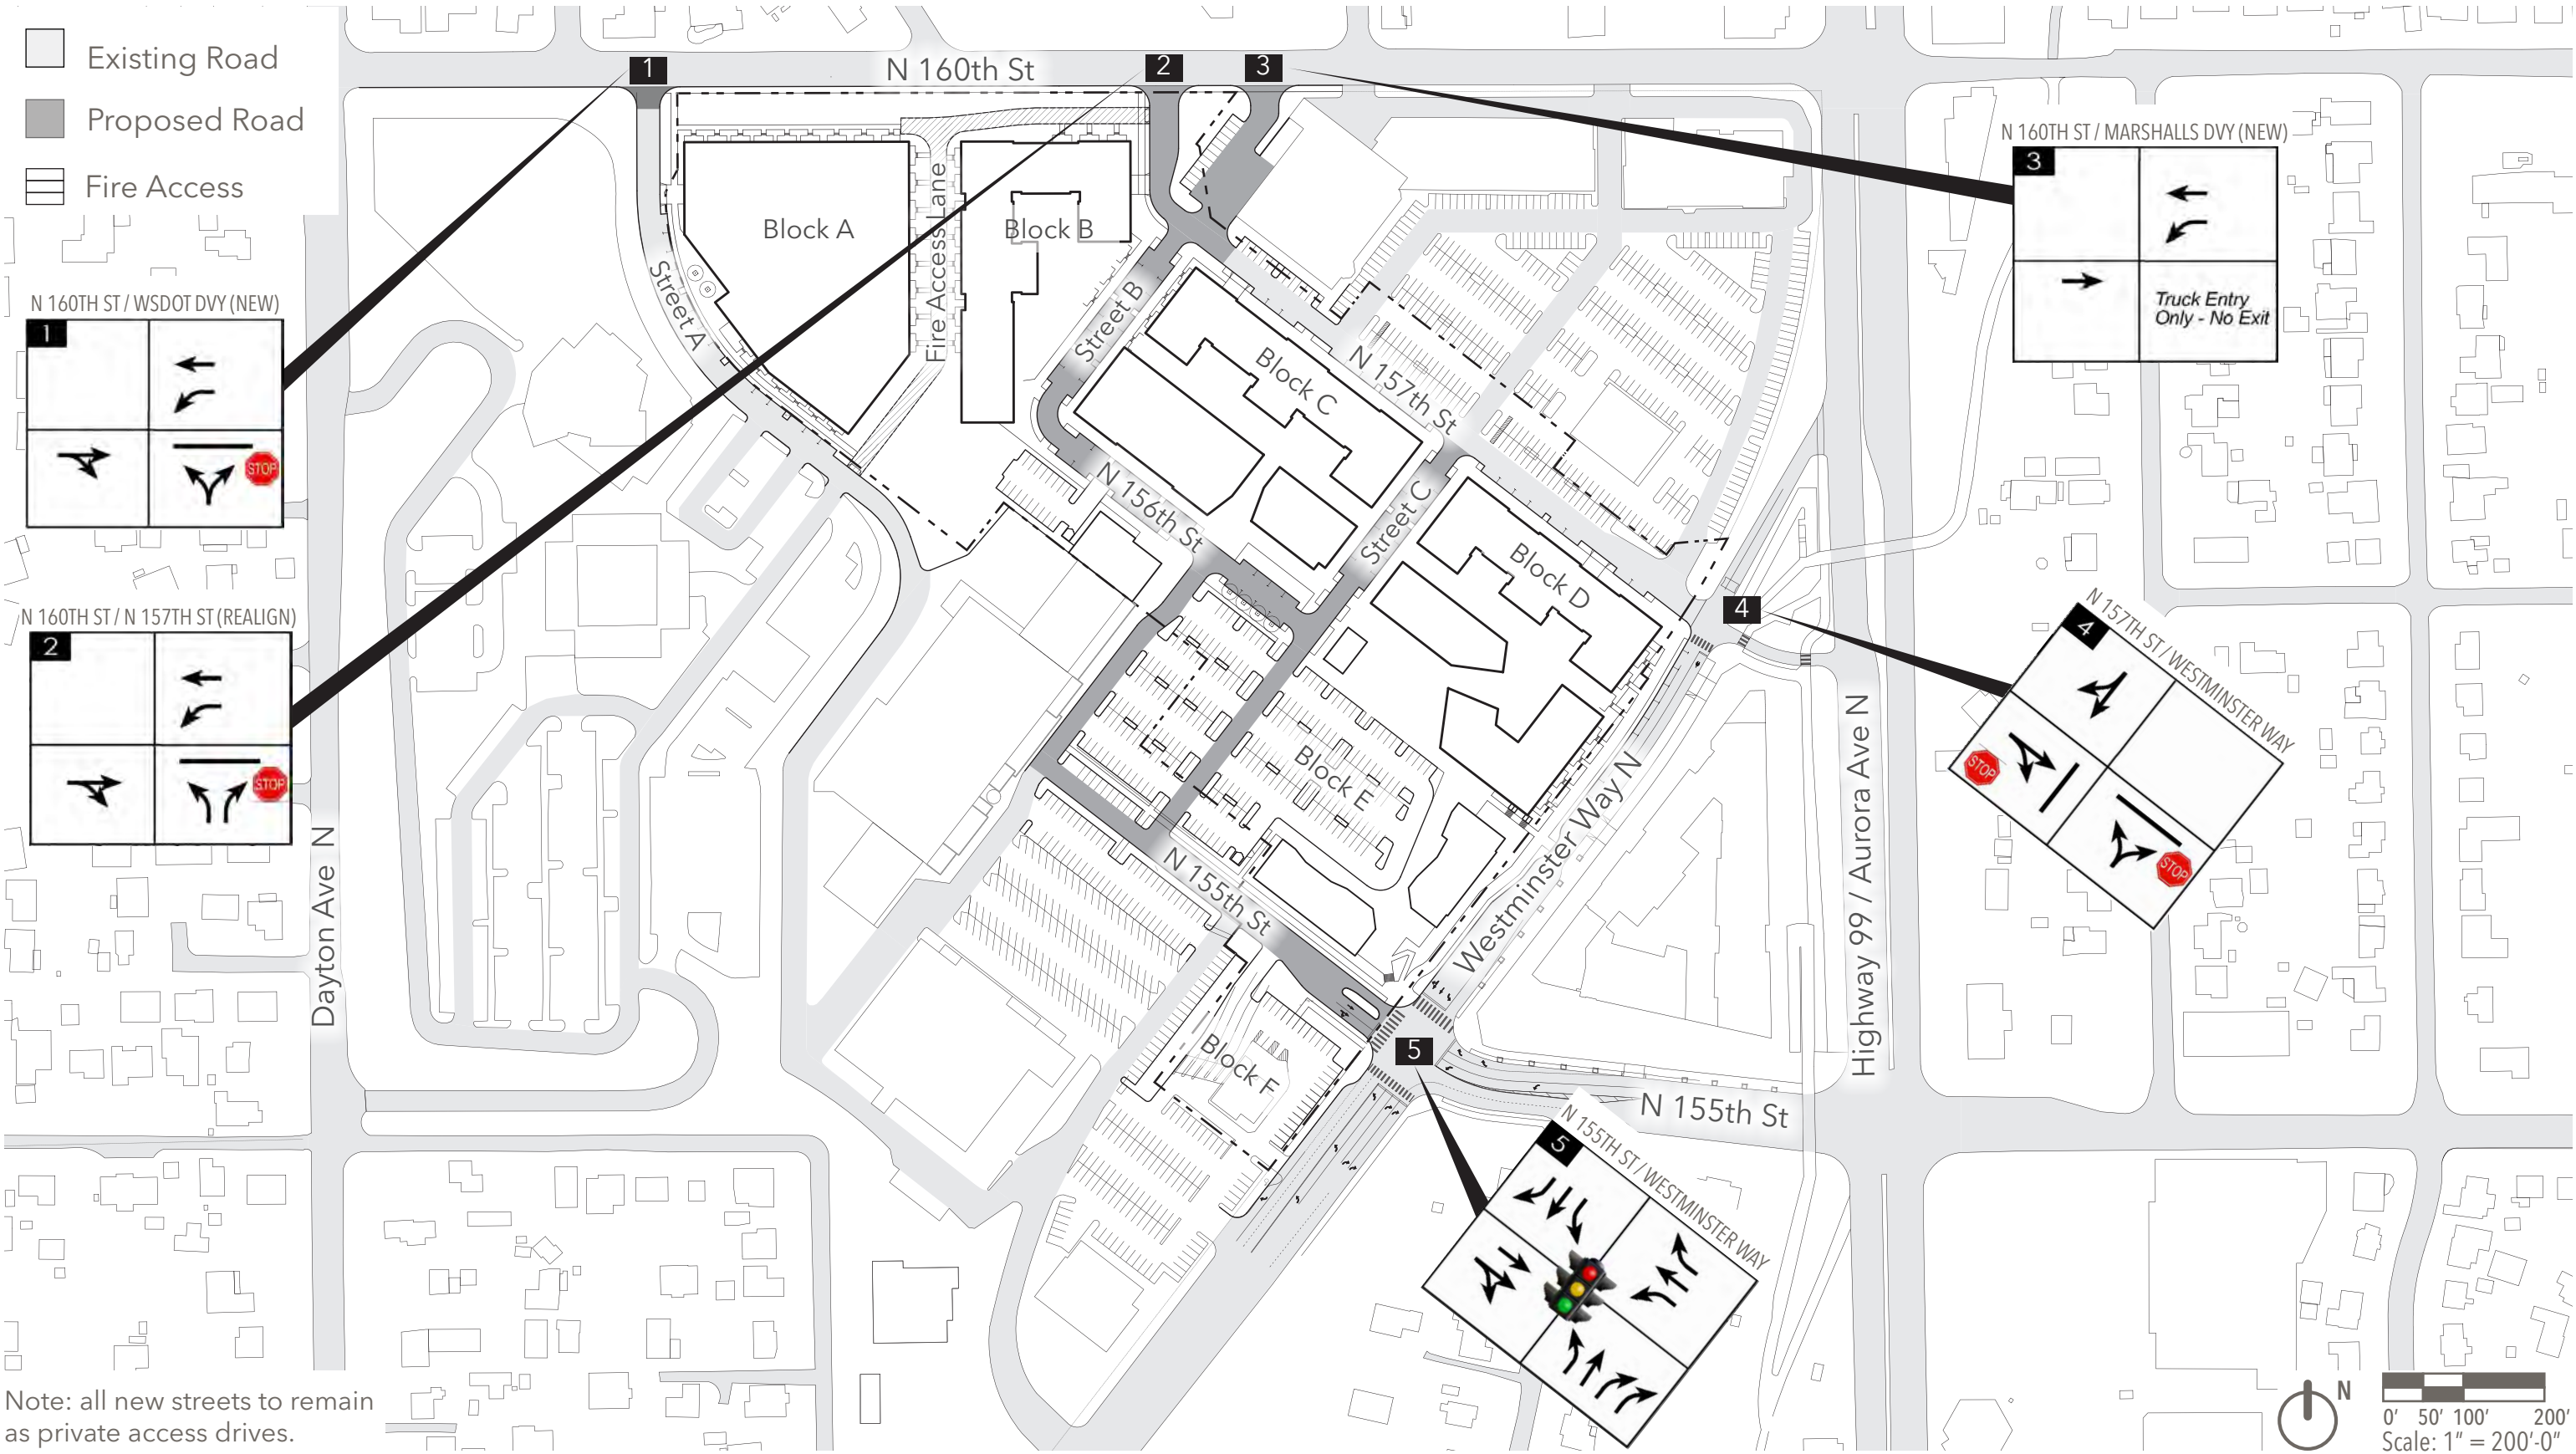 Existing Road
Proposed Road
Fire Access
1
N 160th St
2
3
N 160TH ST / MARSHALLS DVY (NEW)
3
Truck Entry
Only - No Exit
Block A
Fire Access Lane
Block B
Street A
Street B
N 160TH ST / WSDOT DVY (NEW)
1
STOP
Block C
N 157th St
N 156th St
Street C
Block D
4
N 157TH ST / WESTMINSTER WAY
4
STOP
STOP
N 160TH ST / N 157TH ST (REALIGN)
2
STOP
Block E
Westminster Way N
Highway 99 / Aurora Ave N
Dayton Ave N
N 155th St
Block F
5
N 155th St
N 155TH ST / WESTMINSTER WAY
5
Note: all new streets to remain
as private access drives.
N
0' 50' 100' 200'
Scale: 1" = 200'-0"